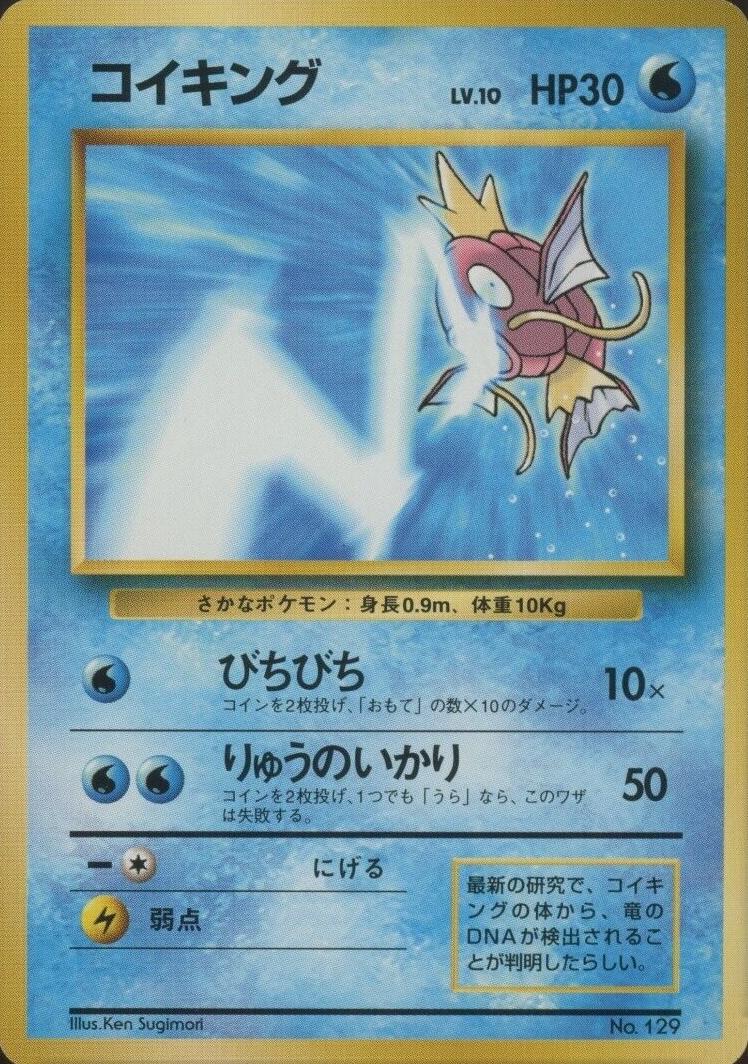 コイキング LV.10 HP30
さかなポケモン：身長0.9m、体重10Kg
びちびち 10×
コインを2枚投げ、「おもて」の数×10のダメージ。
りゅうのいかり 50
コインを2枚投げ、1つでも「うら」なら、このワザ
は失敗する。
ー にげる
弱点
最新の研究で、コイキ
ングの体から、竜の
DNAが検出されるこ
とが判明したらしい。
Illus.Ken Sugimori No. 129